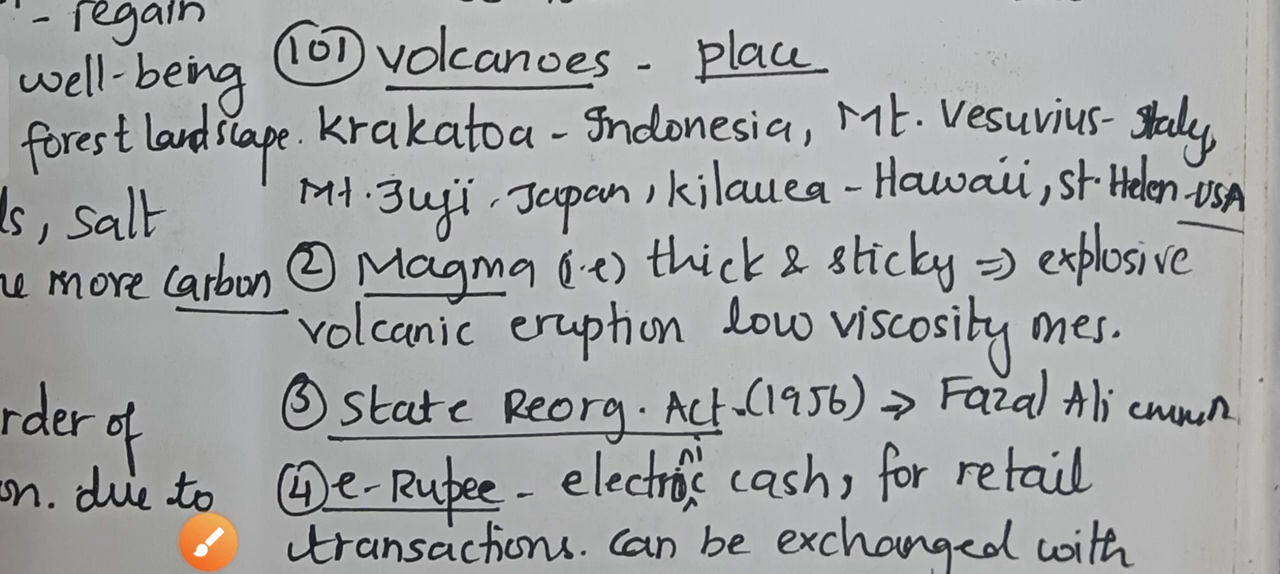 - regain
well-being
forest landscape.
ls, salt
more carbon
rder of
on. due to
(101) volcanoes - place
Krakatoa - Indonesia, Mt. Vesuvius - Italy,
Mt. Fuji - Japan, Kilauea - Hawaii, St. Helen - USA
(2) Magma (i.e) thick & sticky => explosive
volcanic eruption low viscosity mes.
(3) State Reorg. Act. (1956) => Fazal Ali
(4) e-Rupee - electronic cash, for retail
transactions. can be exchanged with